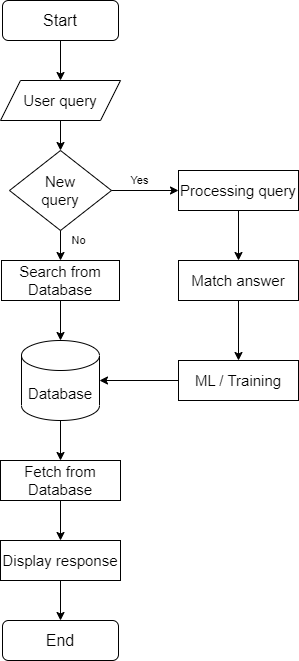 Start
User query
New
query
Yes
Processing query
No
Search from
Database
Match answer
Database
ML / Training
Fetch from
Database
Display response
End